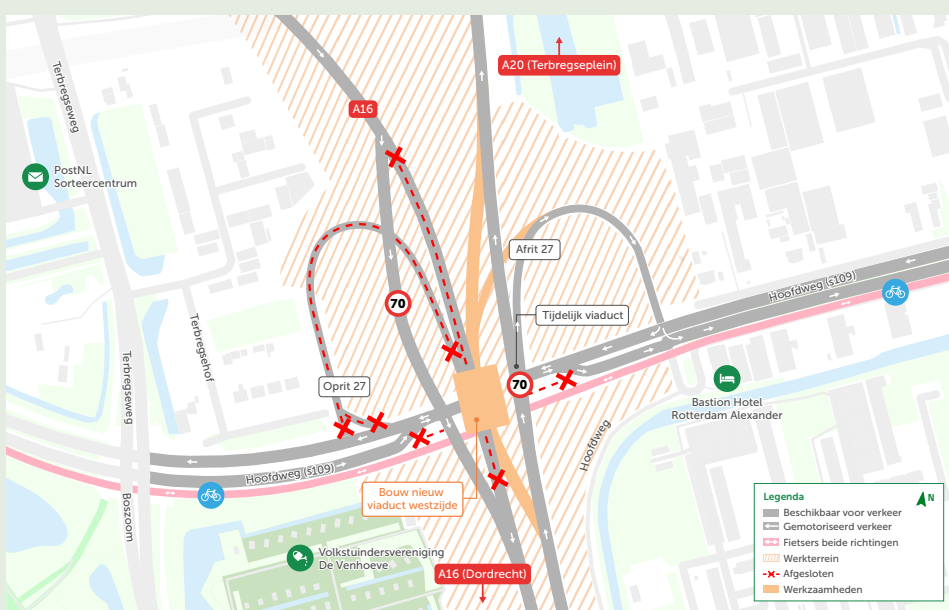 A20 (Terbregseplein)
Terbregseweg
A16
PostNL
Sorteercentrum
Afrit 27
Hoofdweg (s109)
70
Tijdelijk viaduct
Terbregsehof
Terbregseweg
Oprit 27
70
Bastion Hotel
Rotterdam Alexander
Hoofdweg
Hoofdweg (s109)
Bouw nieuw
viaduct westzijde
Boszoom
Volkstuindersvereniging
De Venhoeve
A16 (Dordrecht)
Legenda
N
Beschikbaar voor verkeer
Gemotoriseerd verkeer
Fietsers beide richtingen
Werkterrein
Afgesloten
Werkzaamheden